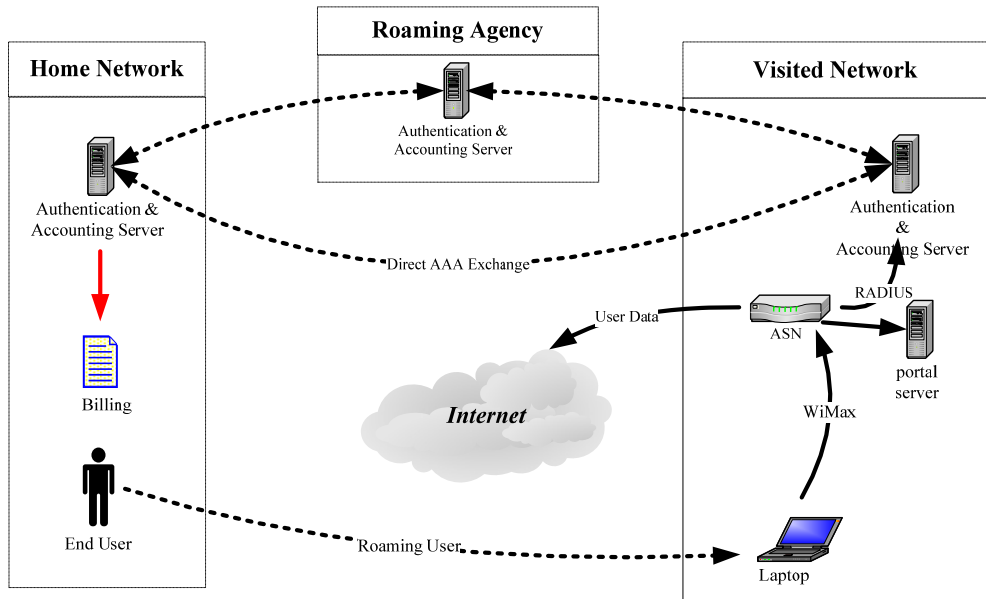 Roaming Agency
Home Network
Visited Network
Authentication &
Accounting Server
Authentication &
Accounting Server
Authentication
&
Accounting Server
Direct AAA Exchange
RADIUS
User Data
ASN
portal
server
Billing
Internet
WiMax
End User
Roaming User
Laptop